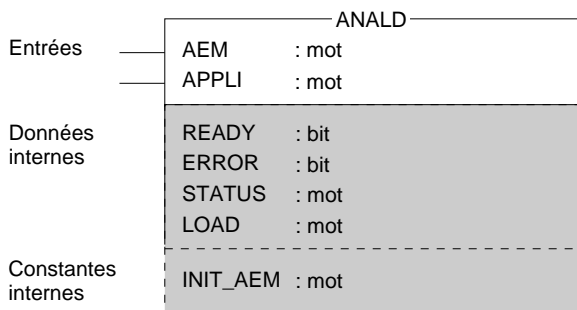 ANALD
Entrées AEM : mot
APPLI : mot
Données internes READY : bit
ERROR : bit
STATUS : mot
LOAD : mot
Constantes internes INIT_AEM : mot